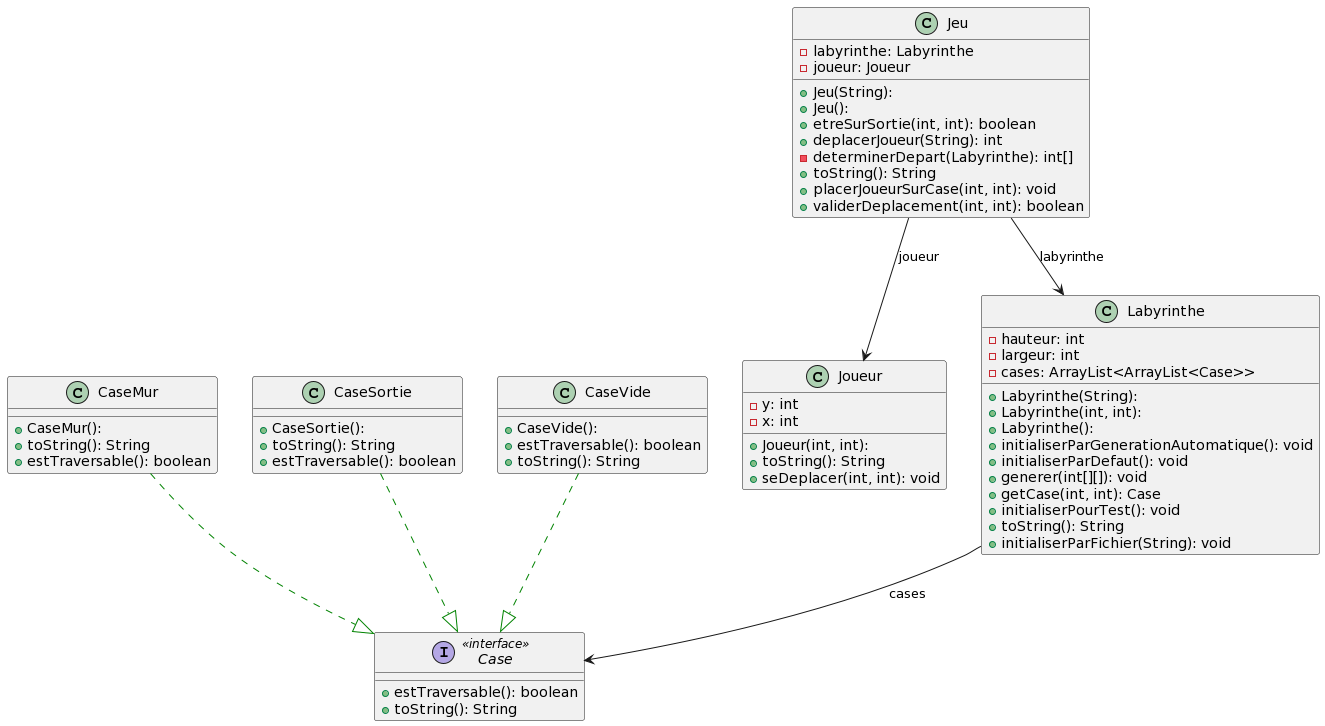 C Jeu
labyrinthe: Labyrinthe
joueur: Joueur
Jeu(String):
Jeu():
etreSurSortie(int, int): boolean
deplacerJoueur(String): int
determinerDepart(Labyrinthe): int[]
toString(): String
placerJoueurSurCase(int, int): void
validerDeplacement(int, int): boolean
joueur
labyrinthe
C Labyrinthe
hauteur: int
largeur: int
cases: ArrayList<ArrayList<Case>>
Labyrinthe(String):
Labyrinthe(int, int):
Labyrinthe():
initialiserParGenerationAutomatique(): void
initialiserParDefaut(): void
generer(int[][]): void
getCase(int, int): Case
initialiserPourTest(): void
toString(): String
initialiserParFichier(String): void
C Joueur
y: int
x: int
Joueur(int, int):
toString(): String
seDeplacer(int, int): void
C CaseMur
CaseMur():
toString(): String
estTraversable(): boolean
C CaseSortie
CaseSortie():
toString(): String
estTraversable(): boolean
C CaseVide
CaseVide():
estTraversable(): boolean
toString(): String
cases
«interface»
I Case
estTraversable(): boolean
toString(): String